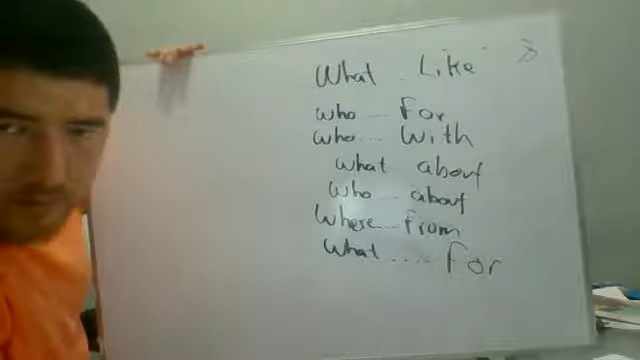 What .. Like
who ... For
who ... With
what about
who ... about
Where ... From
What .... For